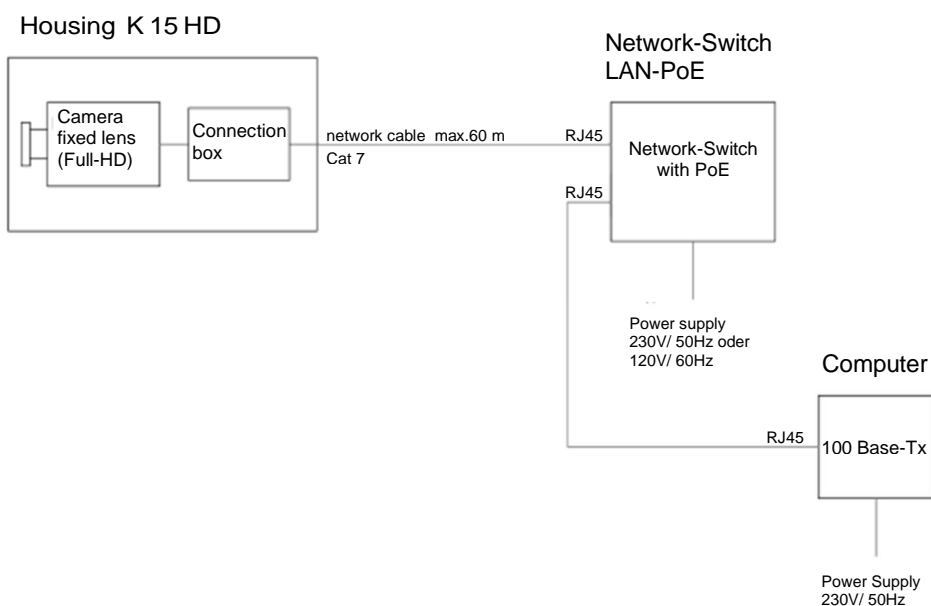 Housing K 15 HD
Network-Switch
LAN-PoE
Camera
fixed lens
(Full-HD)
Connection
box
network cable max.60 m
Cat 7
RJ45
Network-Switch
with PoE
RJ45
Power supply
230V/ 50Hz oder
120V/ 60Hz
Computer
RJ45
100 Base-Tx
Power Supply
230V/ 50Hz